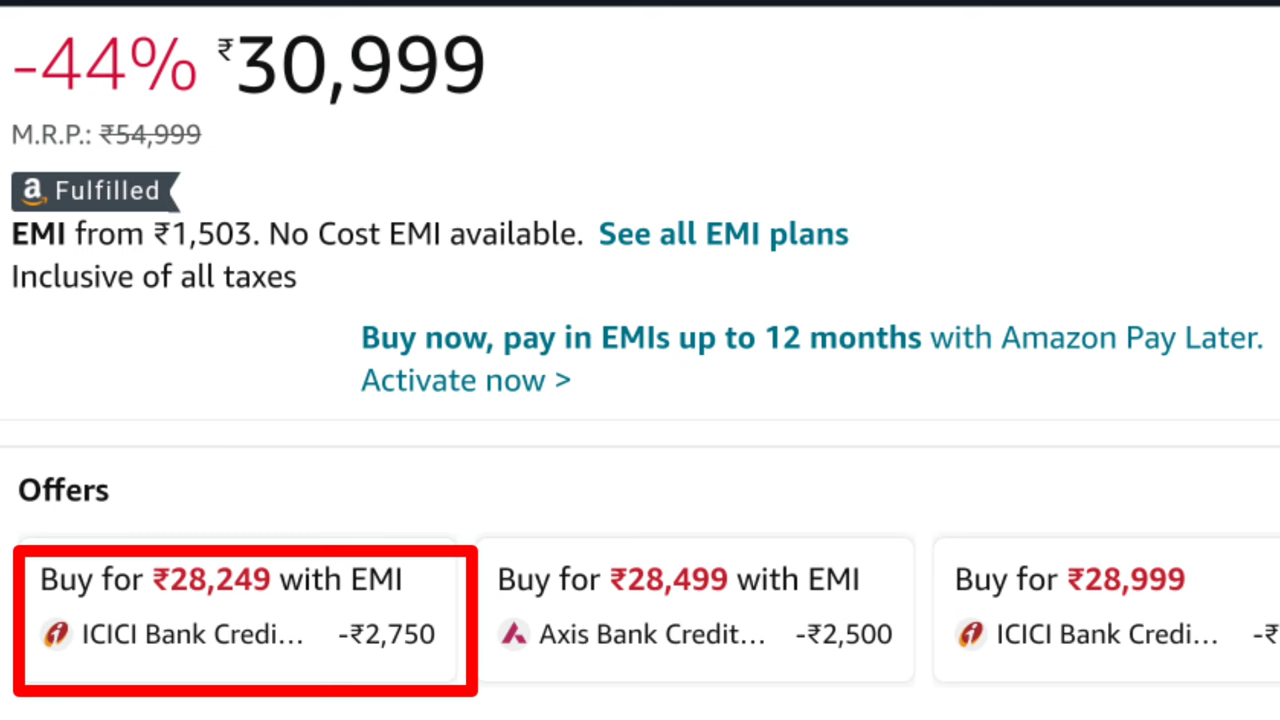 -44% ₹30,999
M.R.P.: ₹54,999
a Fulfilled
EMI from ₹1,503. No Cost EMI available. See all EMI plans
Inclusive of all taxes
Buy now, pay in EMIs up to 12 months with Amazon Pay Later.
Activate now >
Offers
Buy for ₹28,249 with EMI
ICICI Bank Credi... -₹2,750
Buy for ₹28,499 with EMI
Axis Bank Credit... -₹2,500
Buy for ₹28,999
ICICI Bank Credi... -₹